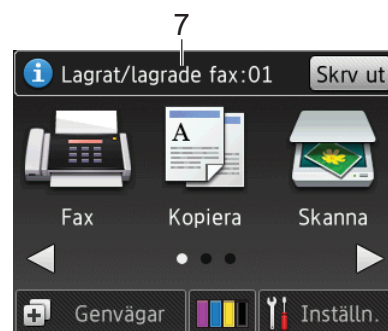 7
Lagrat/lagrade fax:01 Skrv ut
Fax Kopiera Skanna
Genvägar Inställn.